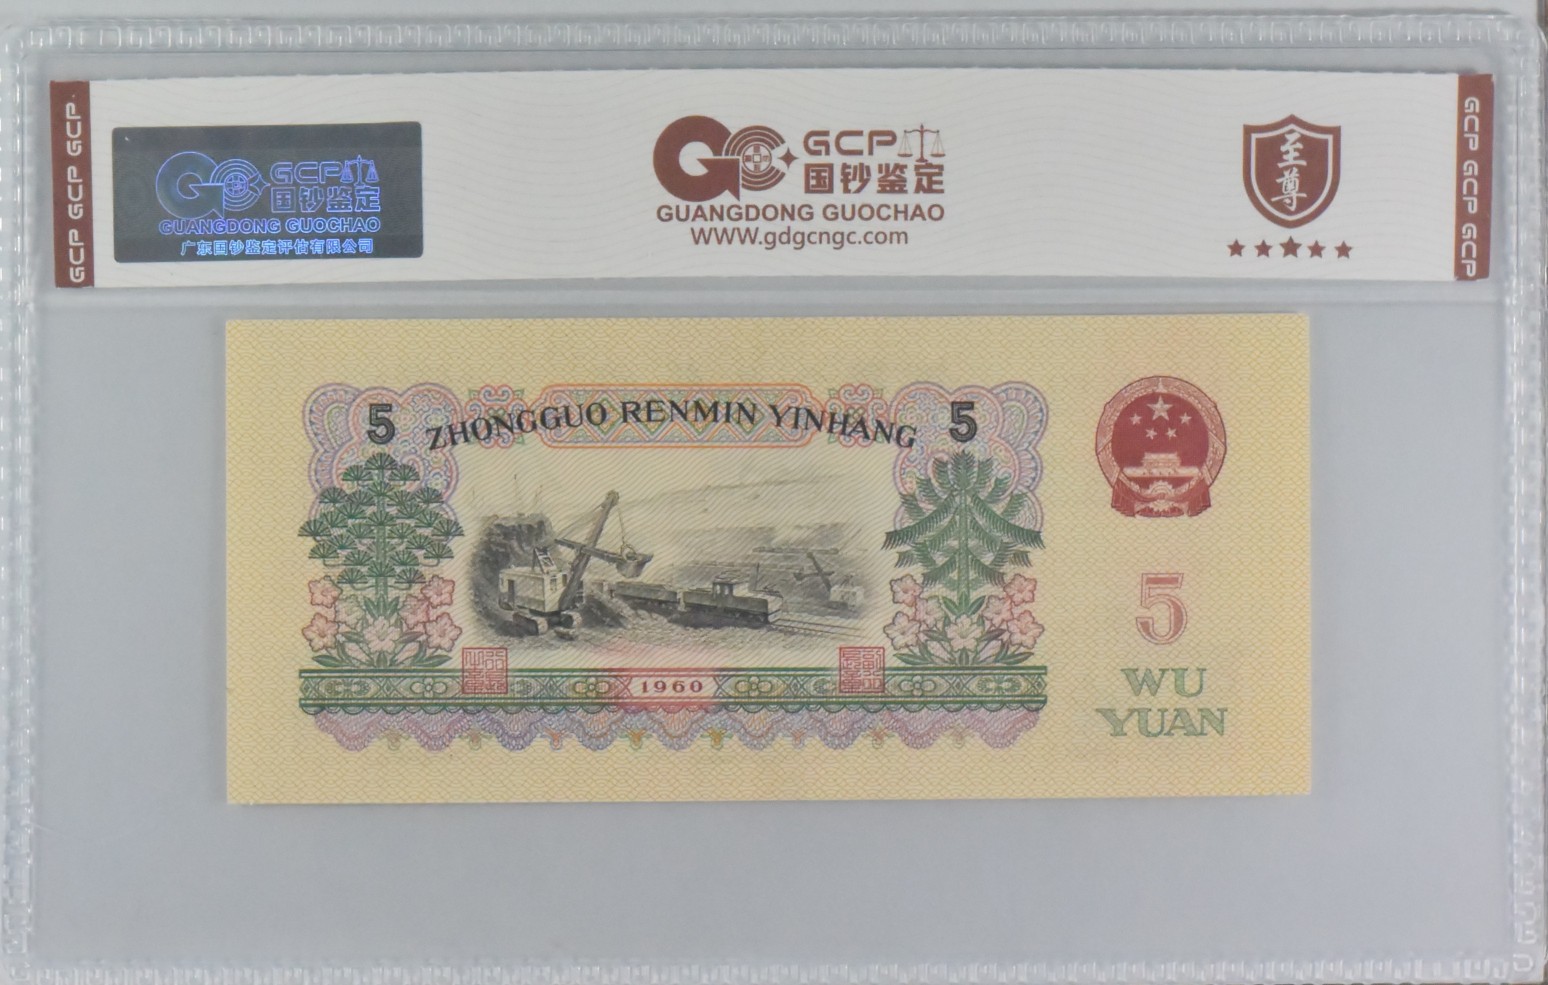 GCP GCP GCP
GCP
国钞鉴定
GUANGDONG GUOCHAO
广东国钞鉴定评估有限公司
GCP
国钞鉴定
GUANGDONG GUOCHAO
WWW.gdgcngc.com
至尊
GCP GCP GCP
5
ZHONGGUO RENMIN YINHANG
5
5
1960
WU
YUAN